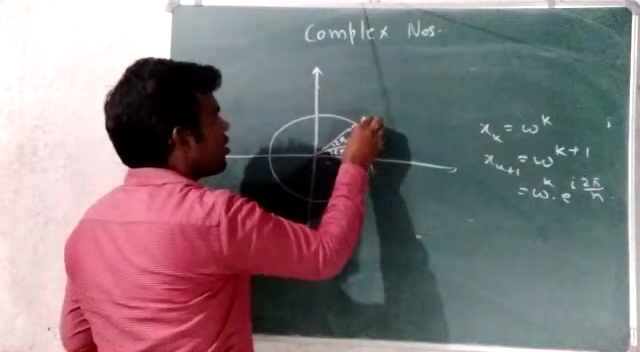 Complex Nos.
x_k = ω^k
x_{k+1} = ω^{k+1}
= ω^k . e^{i 2π/n}